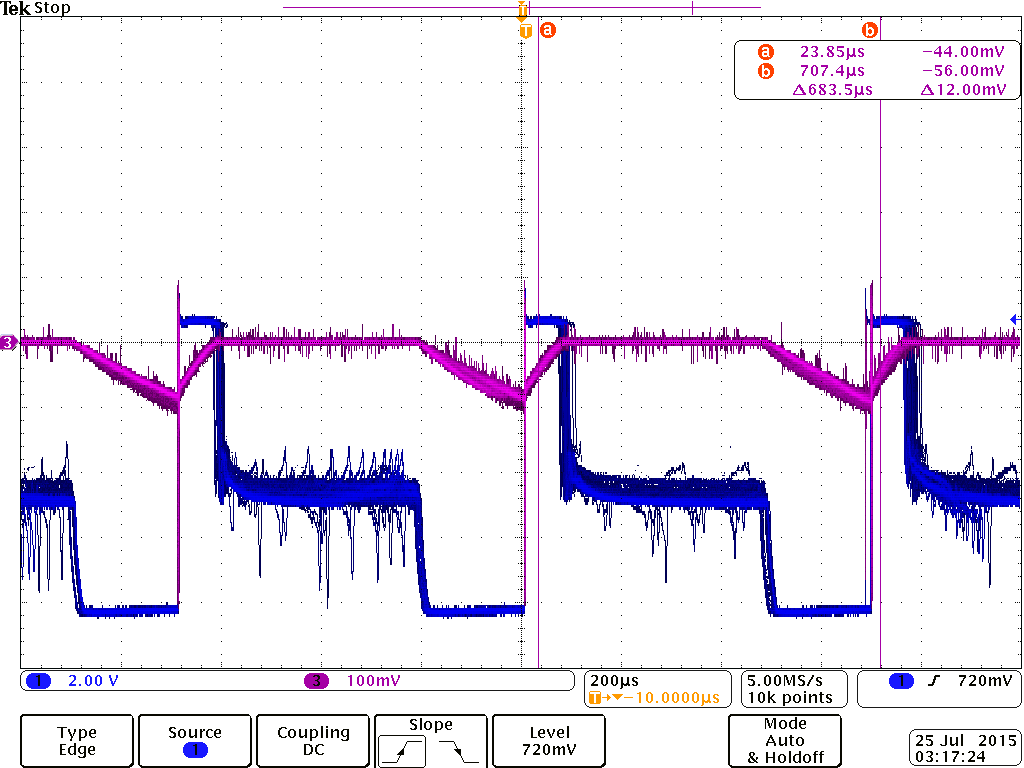 Tek Stop
T
T a b
a 23.85µs −44.00mV
b 707.4µs −56.00mV
Δ683.5µs Δ12.00mV
3
1 2.00 V 3 100mV
200µs
T→▼−10.0000µs
5.00MS/s
10k points
1 720mV
Type
Edge
Source
1
Coupling
DC
Slope
Level
720mV
Mode
Auto
& Holdoff
25 Jul 2015
03:17:24